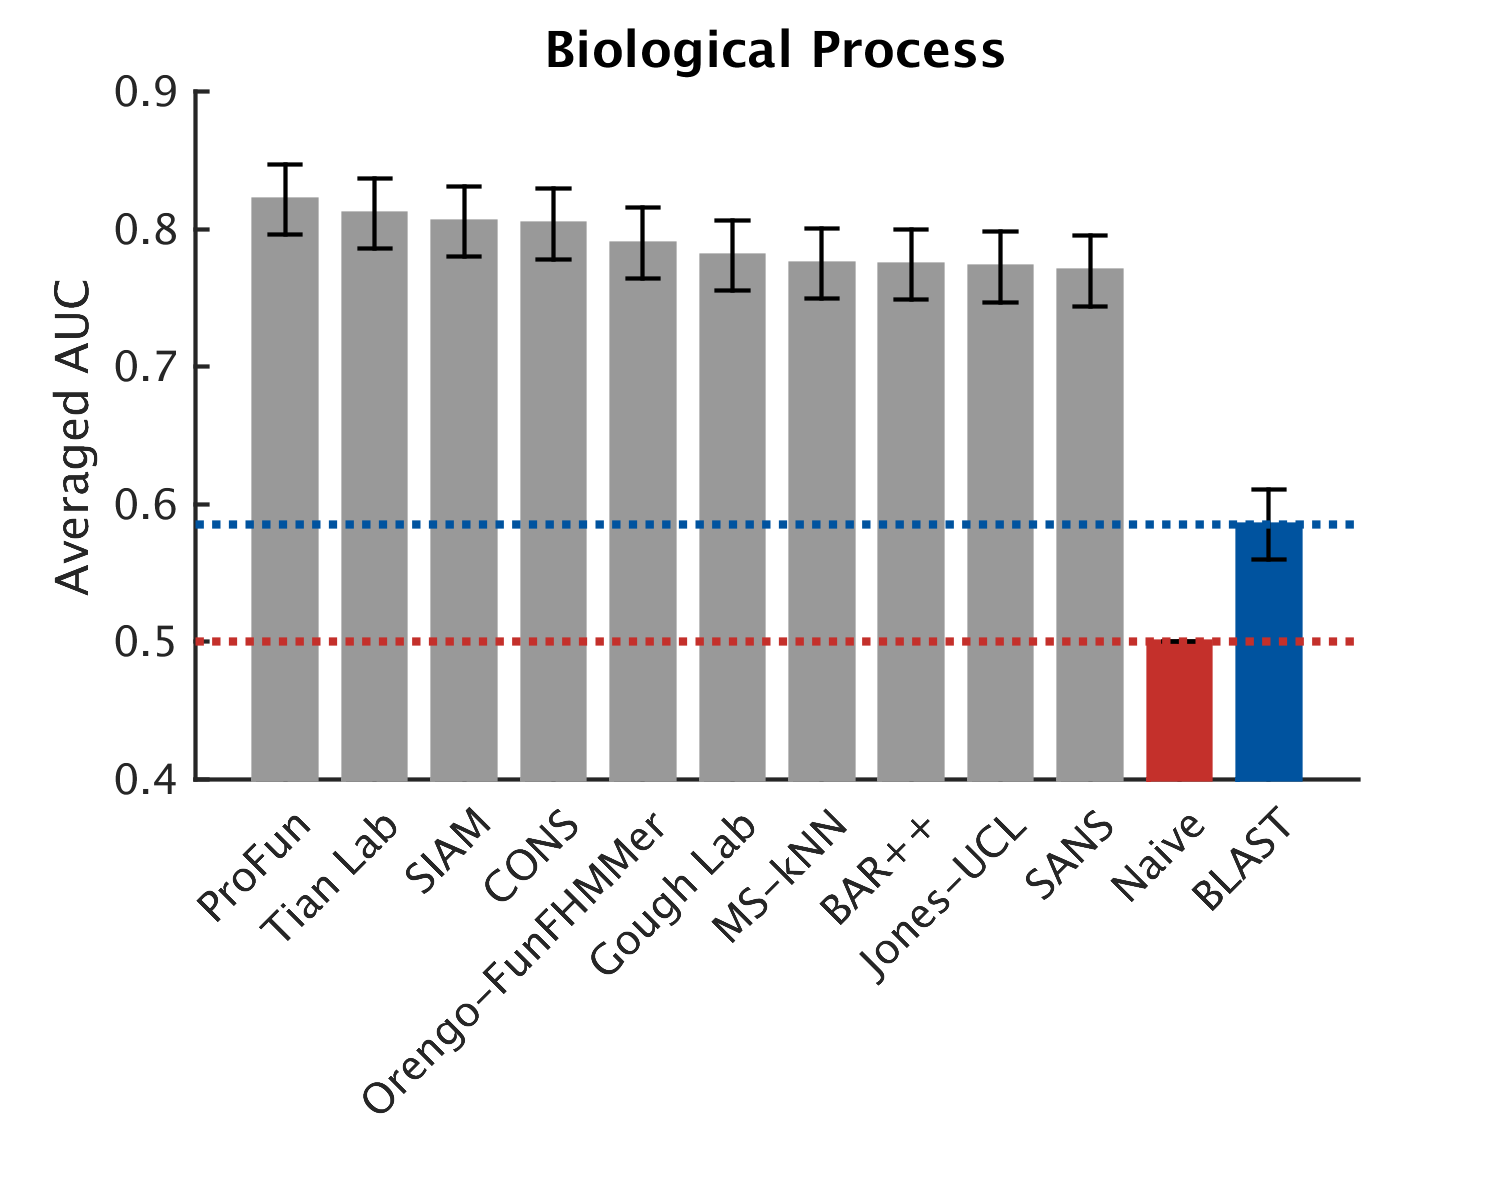 Biological Process
Averaged AUC
0.9
0.8
0.7
0.6
0.5
0.4
ProFun
Tian Lab
SIAM
CONS
Orengo–FunFHMMer
Gough Lab
MS–kNN
BAR++
Jones–UCL
SANS
Naive
BLAST